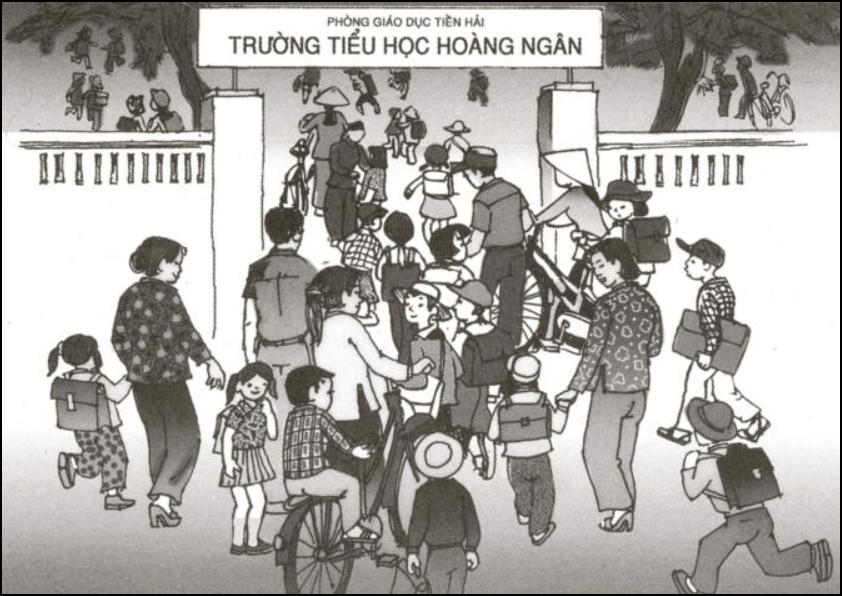 PHÒNG GIÁO DỤC TIỀN HẢI
TRƯỜNG TIỂU HỌC HOÀNG NGÂN